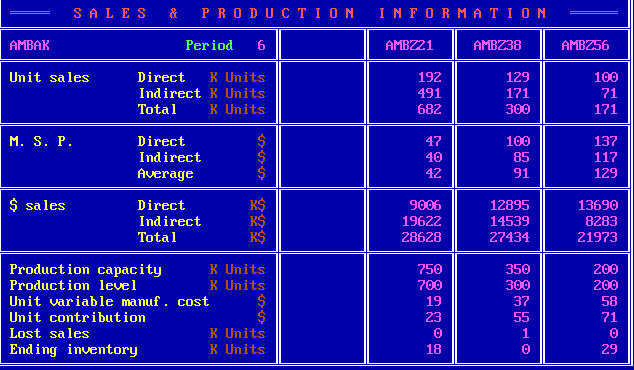 SALES & PRODUCTION INFORMATION
AMBAK Period 6 AMBZ21 AMBZ38 AMBZ56
Unit sales Direct K Units 192 129 100
Indirect K Units 491 171 71
Total K Units 682 300 171
M. S. P. Direct $ 47 100 137
Indirect $ 40 85 117
Average $ 42 91 129
$ sales Direct K$ 9006 12895 13690
Indirect K$ 19622 14539 8283
Total K$ 28628 27434 21973
Production capacity K Units 750 350 200
Production level K Units 700 300 200
Unit variable manuf. cost $ 19 37 58
Unit contribution $ 23 55 71
Lost sales K Units 0 1 0
Ending inventory K Units 18 0 29